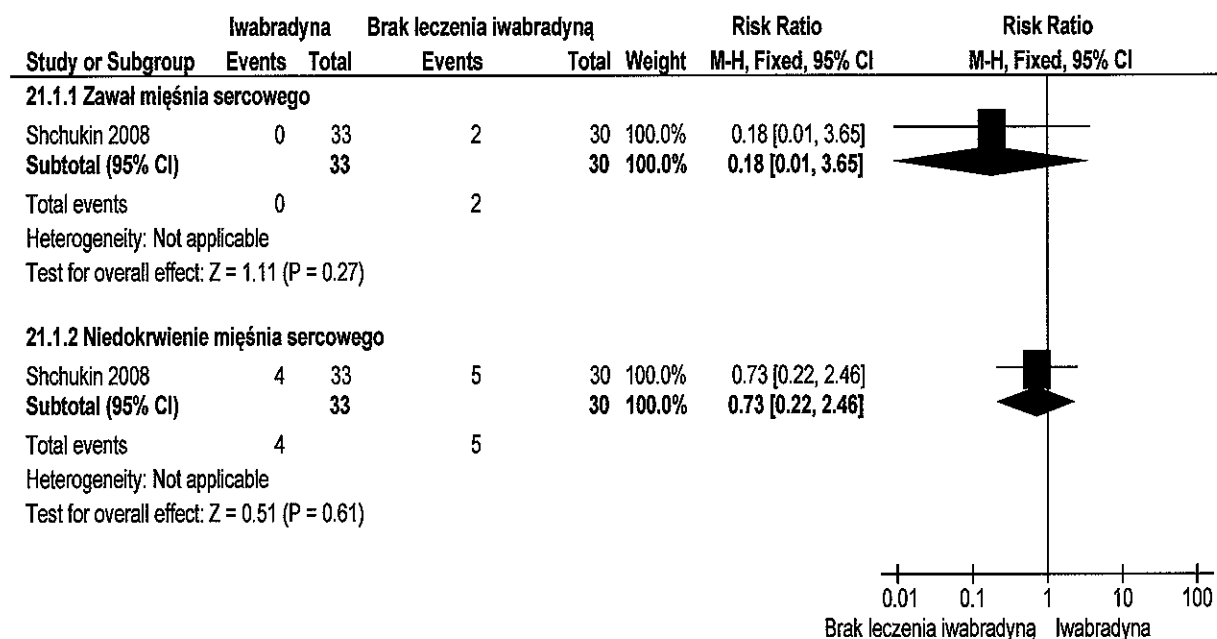 Iwabradyna Brak leczenia iwabradyną Risk Ratio Risk Ratio
Study or Subgroup Events Total Events Total Weight M-H, Fixed, 95% CI M-H, Fixed, 95% CI
21.1.1 Zawał mięśnia sercowego
Shchukin 2008 0 33 2 30 100.0% 0.18 [0.01, 3.65]
Subtotal (95% CI) 33 30 100.0% 0.18 [0.01, 3.65]
Total events 0 2
Heterogeneity: Not applicable
Test for overall effect: Z = 1.11 (P = 0.27)
21.1.2 Niedokrwienie mięśnia sercowego
Shchukin 2008 4 33 5 30 100.0% 0.73 [0.22, 2.46]
Subtotal (95% CI) 33 30 100.0% 0.73 [0.22, 2.46]
Total events 4 5
Heterogeneity: Not applicable
Test for overall effect: Z = 0.51 (P = 0.61)
0.01 0.1 1 10 100
Brak leczenia iwabradyną Iwabradyna